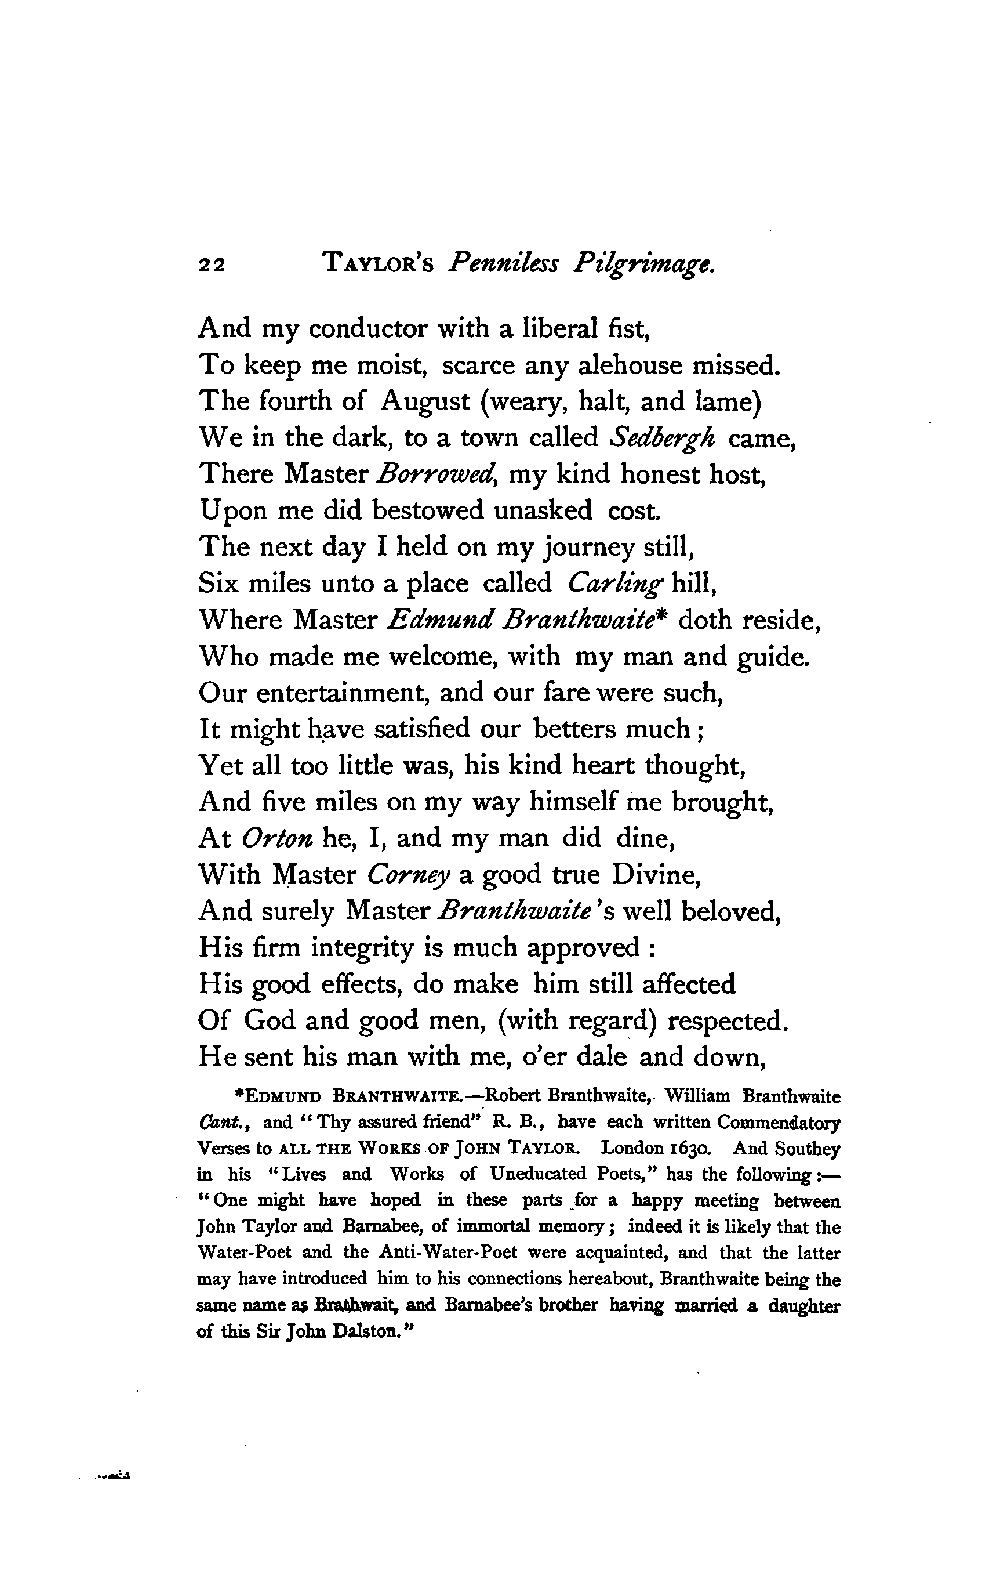 22 TAYLOR'S Penniless Pilgrimage.
And my conductor with a liberal fist,
To keep me moist, scarce any alehouse missed.
The fourth of August (weary, halt, and lame)
We in the dark, to a town called Sedbergh came,
There Master Borrowed, my kind honest host,
Upon me did bestowed unasked cost.
The next day I held on my journey still,
Six miles unto a place called Carling hill,
Where Master Edmund Branthwaite* doth reside,
Who made me welcome, with my man and guide.
Our entertainment, and our fare were such,
It might have satisfied our betters much ;
Yet all too little was, his kind heart thought,
And five miles on my way himself me brought,
At Orton he, I, and my man did dine,
With Master Corney a good true Divine,
And surely Master Branthwaite's well beloved,
His firm integrity is much approved :
His good effects, do make him still affected
Of God and good men, (with regard) respected.
He sent his man with me, o'er dale and down,
*EDMUND BRANTHWAITE.—Robert Branthwaite, William Branthwaite
Cant., and "Thy assured friend" R. B., have each written Commendatory
Verses to ALL THE WORKS OF JOHN TAYLOR. London 1630. And Southey
in his "Lives and Works of Uneducated Poets," has the following :—
"One might have hoped in these parts for a happy meeting between
John Taylor and Barnabee, of immortal memory ; indeed it is likely that the
Water-Poet and the Anti-Water-Poet were acquainted, and that the latter
may have introduced him to his connections hereabout, Branthwaite being the
same name as Brathwait, and Barnabee's brother having married a daughter
of this Sir John Dalston."